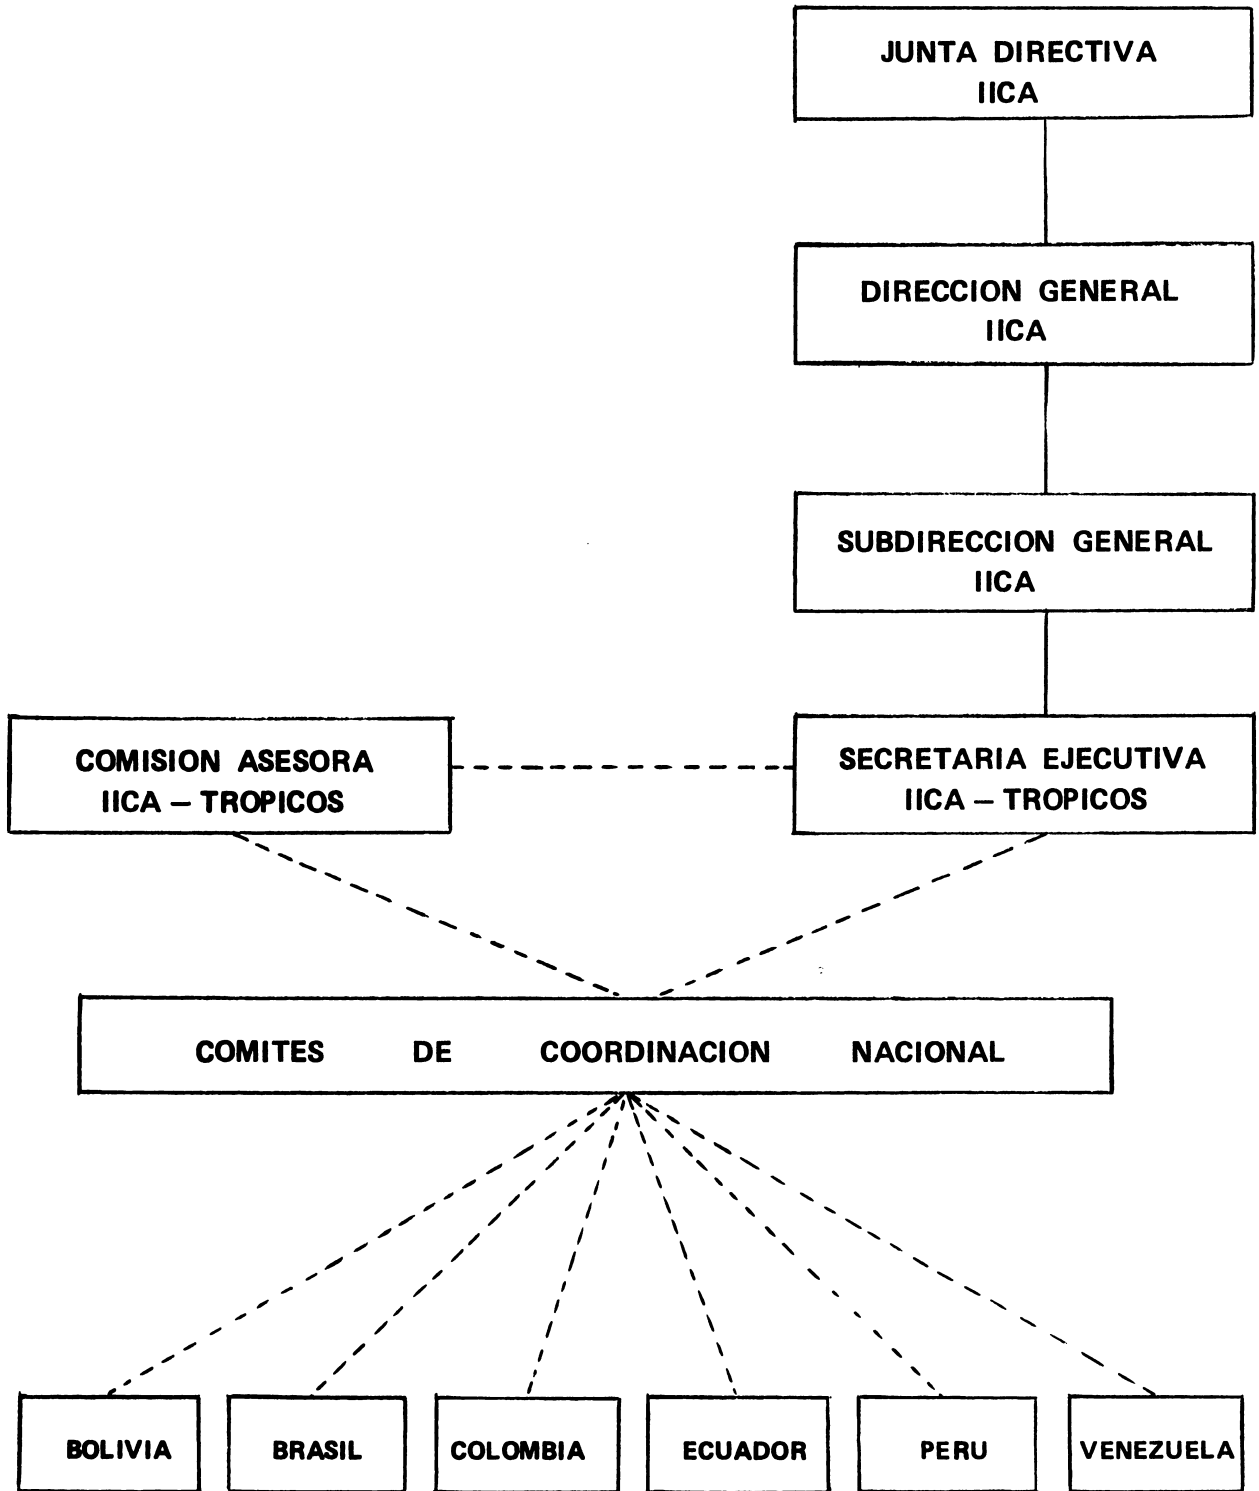 JUNTA DIRECTIVA
IICA
DIRECCION GENERAL
IICA
SUBDIRECCION GENERAL
IICA
COMISION ASESORA
IICA – TROPICOS
SECRETARIA EJECUTIVA
IICA – TROPICOS
COMITES DE COORDINACION NACIONAL
BOLIVIA
BRASIL
COLOMBIA
ECUADOR
PERU
VENEZUELA